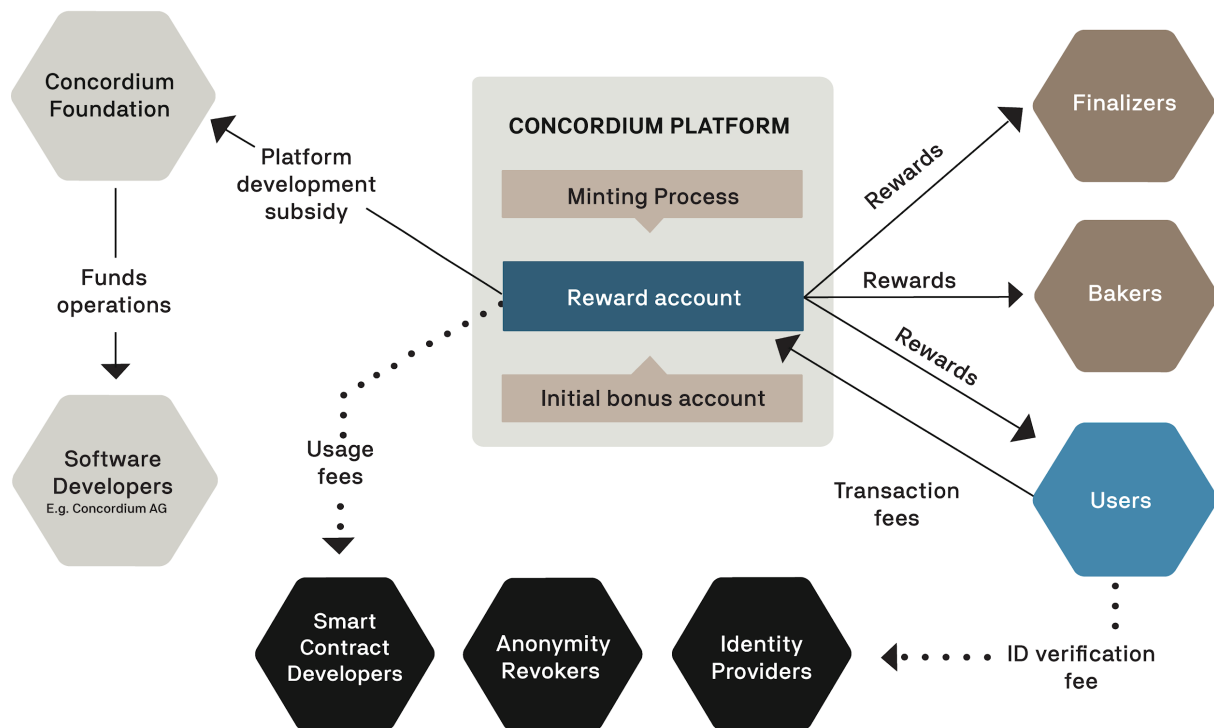 Concordium
Foundation
Platform
development
subsidy
Funds
operations
Software
Developers
E.g. Concordium AG
CONCORDIUM PLATFORM
Minting Process
Reward account
Initial bonus account
Usage
fees
Rewards
Finalizers
Rewards
Bakers
Rewards
Transaction
fees
Users
Smart
Contract
Developers
Anonymity
Revokers
Identity
Providers
ID verification
fee